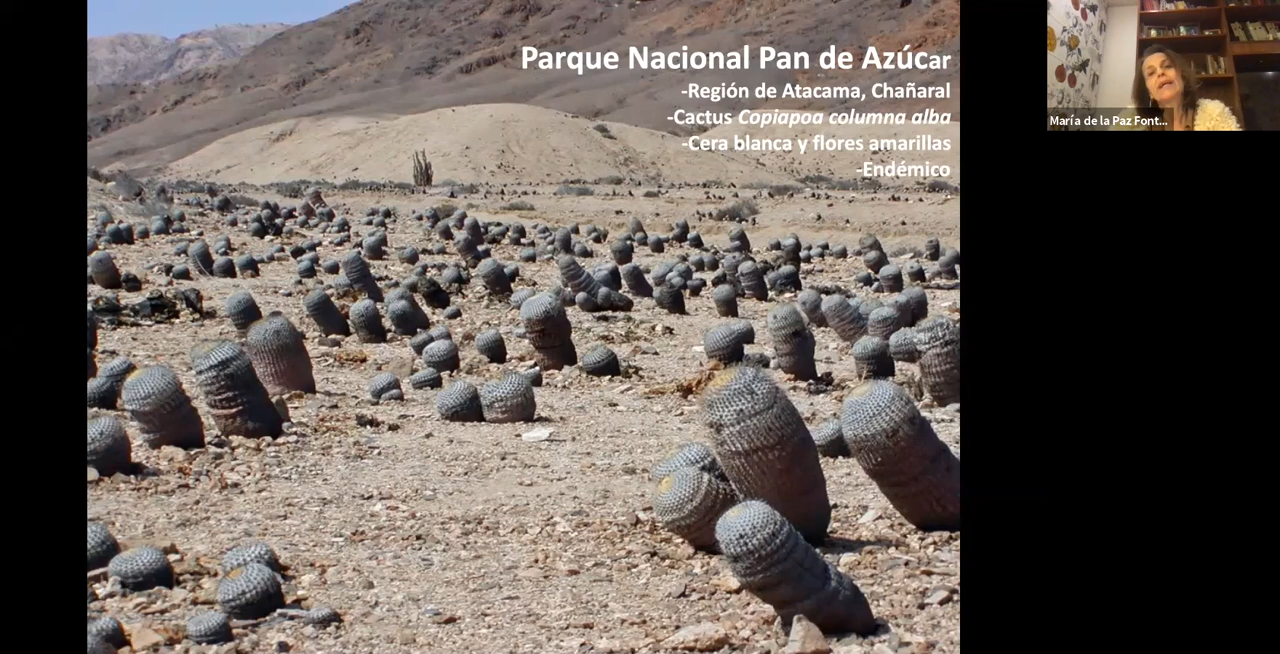 Parque Nacional Pan de Azúcar
-Región de Atacama, Chañaral
-Cactus Copiapoa columna alba
-Cera blanca y flores amarillas
-Endémico
María de la Paz Font...